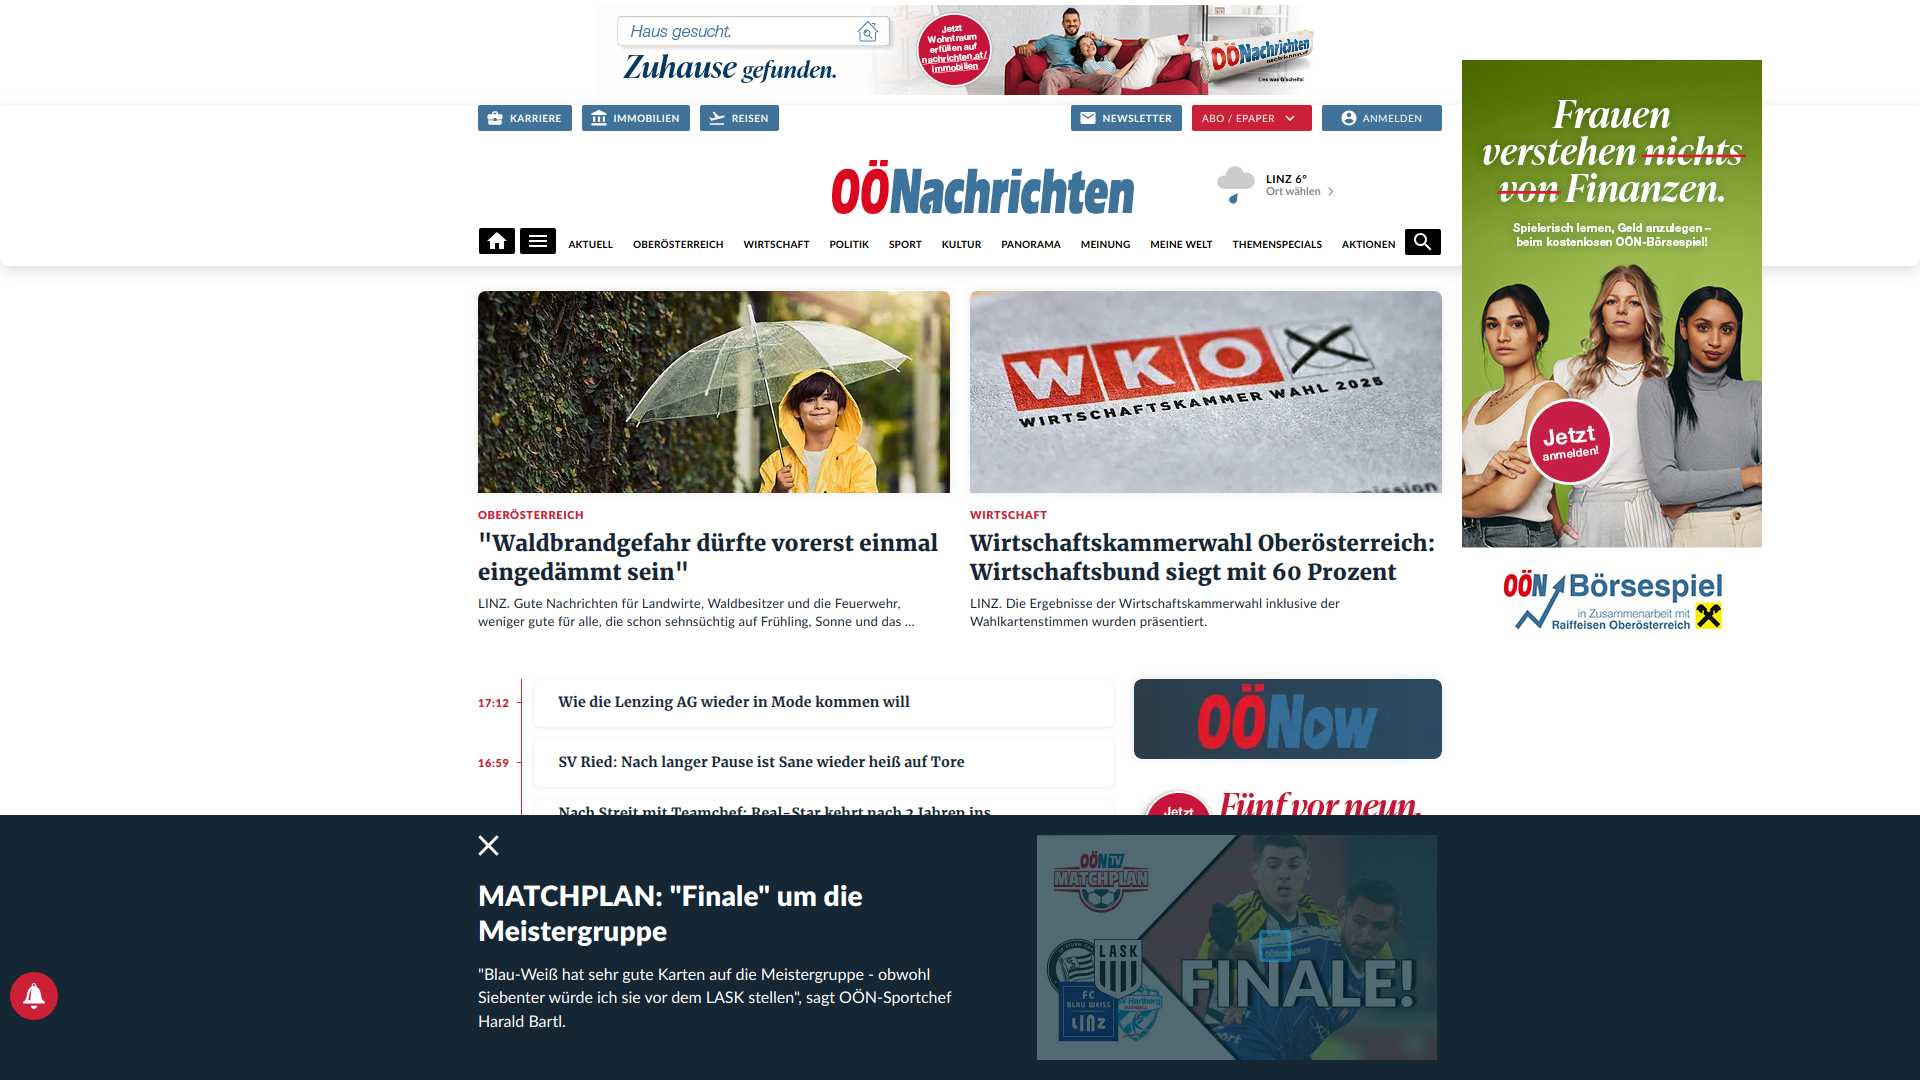 Haus gesucht.
Zuhause gefunden.
Jetzt
Wohntraum
erfüllen auf
nachrichten.at/
immobilien
OÖNachrichten
Lies was G'scheits!
KARRIERE
IMMOBILIEN
REISEN
NEWSLETTER
ABO / EPAPER
ANMELDEN
OÖNachrichten
LINZ 6°
Ort wählen
AKTUELL
OBERÖSTERREICH
WIRTSCHAFT
POLITIK
SPORT
KULTUR
PANORAMA
MEINUNG
MEINE WELT
THEMENSPECIALS
AKTIONEN
Frauen
verstehen nichts
von Finanzen.
Spielerisch lernen, Geld anzulegen –
beim kostenlosen OÖN-Börsespiel!
Jetzt
anmelden!
OÖN Börsespiel
in Zusammenarbeit mit
Raiffeisen Oberösterreich
WKO
WIRTSCHAFTSKAMMER WAHL 2025
OBERÖSTERREICH
"Waldbrandgefahr dürfte vorerst einmal
eingedämmt sein"
LINZ. Gute Nachrichten für Landwirte, Waldbesitzer und die Feuerwehr,
weniger gute für alle, die schon sehnsüchtig auf Frühling, Sonne und das ...
WIRTSCHAFT
Wirtschaftskammerwahl Oberösterreich:
Wirtschaftsbund siegt mit 60 Prozent
LINZ. Die Ergebnisse der Wirtschaftskammerwahl inklusive der
Wahlkartenstimmen wurden präsentiert.
17:12
Wie die Lenzing AG wieder in Mode kommen will
16:59
SV Ried: Nach langer Pause ist Sane wieder heiß auf Tore
Nach Streit mit Teamchef: Real-Star kehrt nach 2 Jahren ins
OÖNow
Jetzt
Fünf vor neun.
MATCHPLAN: "Finale" um die
Meistergruppe
"Blau-Weiß hat sehr gute Karten auf die Meistergruppe - obwohl
Siebenter würde ich sie vor dem LASK stellen", sagt OÖN-Sportchef
Harald Bartl.
OÖN TV
MATCHPLAN
LASK
FC
BLAU WEISS
LINZ
Hartberg
FINALE!